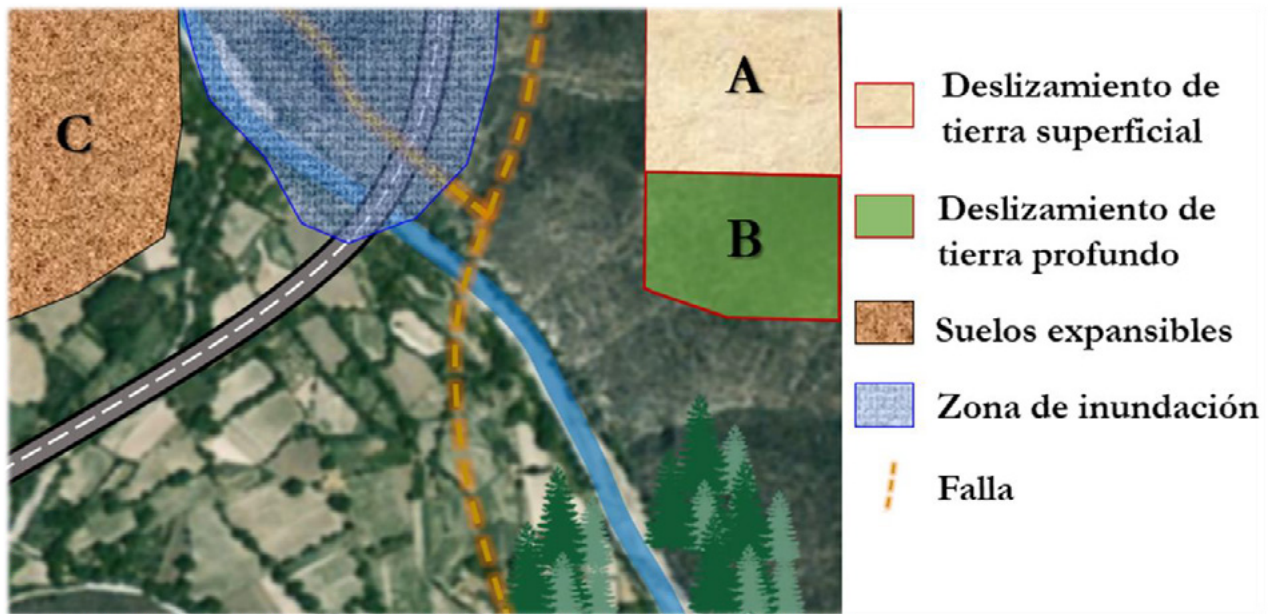 A
B
C
Deslizamiento de
tierra superficial
Deslizamiento de
tierra profundo
Suelos expansibles
Zona de inundación
Falla